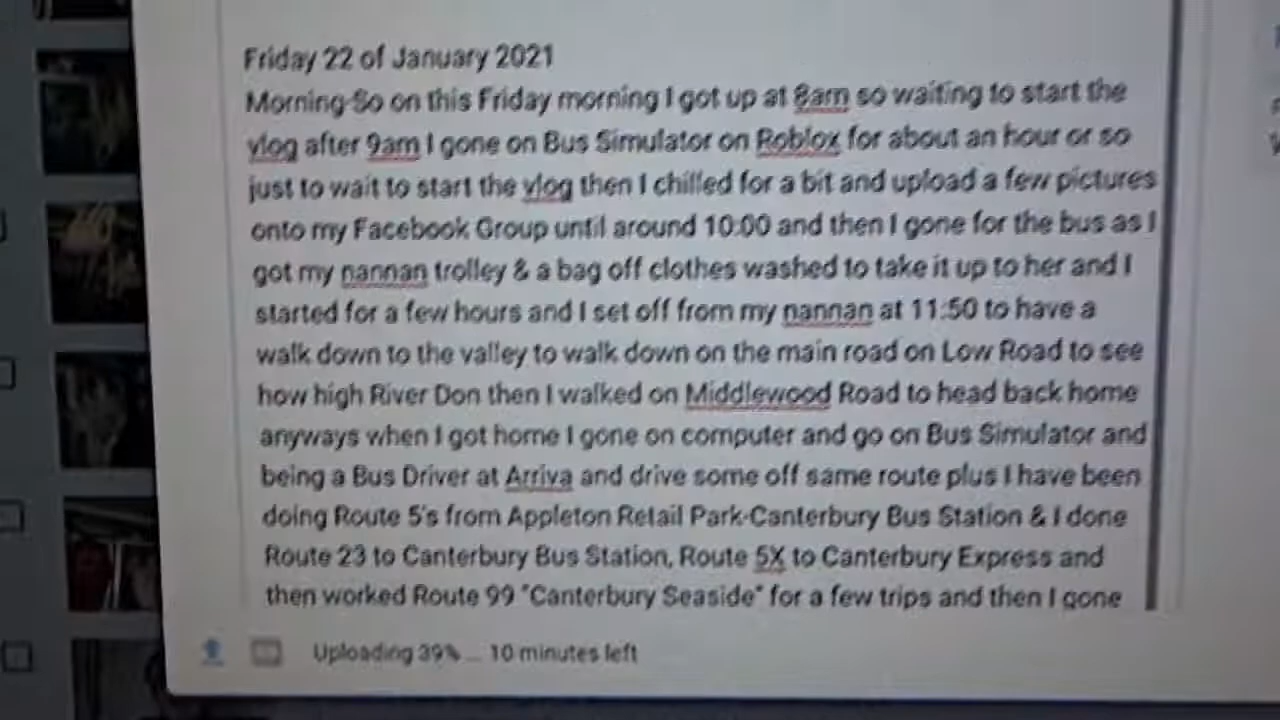 Friday 22 of January 2021
Morning-So on this Friday morning I got up at 8am so waiting to start the
vlog after 9am I gone on Bus Simulator on Roblox for about an hour or so
just to wait to start the vlog then I chilled for a bit and upload a few pictures
onto my Facebook Group until around 10:00 and then I gone for the bus as I
got my nannan trolley & a bag off clothes washed to take it up to her and I
started for a few hours and I set off from my nannan at 11:50 to have a
walk down to the valley to walk down on the main road on Low Road to see
how high River Don then I walked on Middlewood Road to head back home
anyways when I got home I gone on computer and go on Bus Simulator and
being a Bus Driver at Arriva and drive some off same route plus I have been
doing Route 5's from Appleton Retail Park-Canterbury Bus Station & I done
Route 23 to Canterbury Bus Station, Route 5X to Canterbury Express and
then worked Route 99 "Canterbury Seaside" for a few trips and then I gone
Uploading 39% ... 10 minutes left